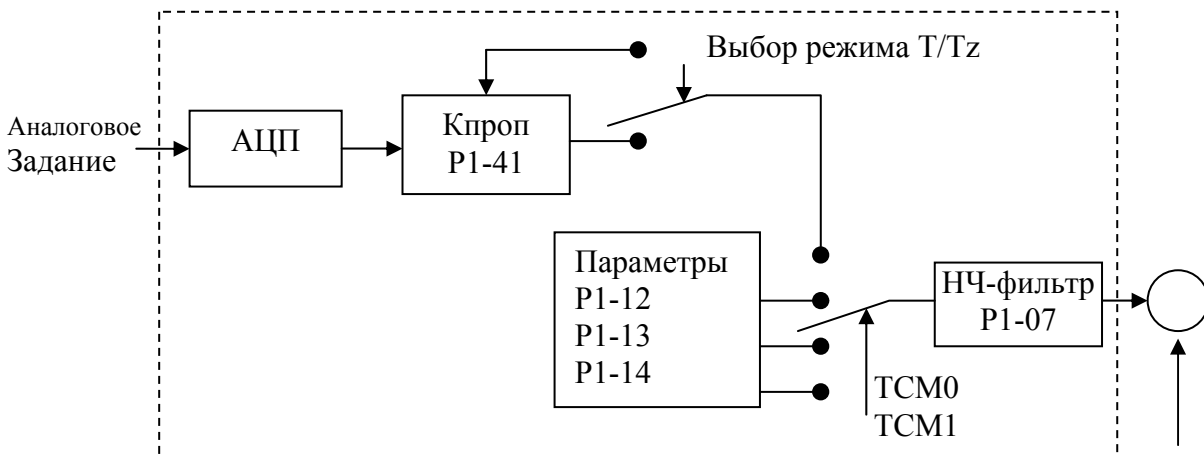 Выбор режима T/Tz
Аналоговое
Задание
АЦП
Кпроп
P1-41
Параметры
P1-12
P1-13
P1-14
НЧ-фильтр
P1-07
TCM0
TCM1